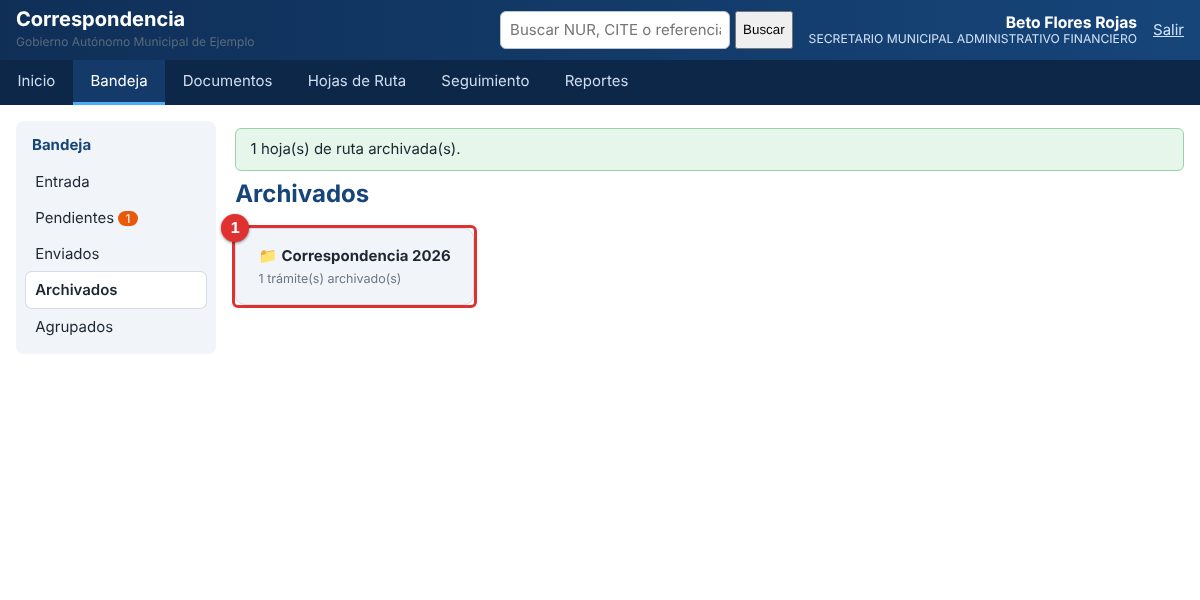 Correspondencia
Gobierno Autónomo Municipal de Ejemplo
Buscar NUR, CITE o referencia
Buscar
Beto Flores Rojas
SECRETARIO MUNICIPAL ADMINISTRATIVO FINANCIERO
Salir
Inicio
Bandeja
Documentos
Hojas de Ruta
Seguimiento
Reportes
Bandeja
Entrada
Pendientes 1
Enviados
Archivados
Agrupados
1 hoja(s) de ruta archivada(s).
Archivados
1
Correspondencia 2026
1 trámite(s) archivado(s)